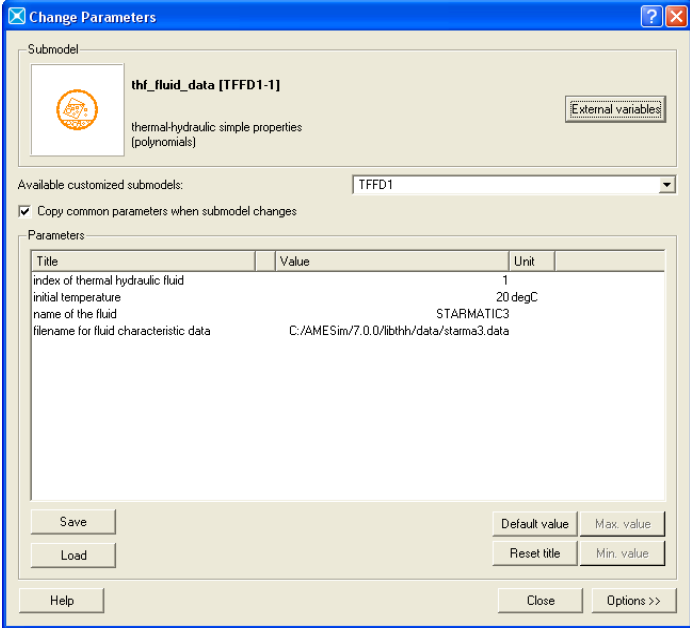 Change Parameters
Submodel
thf_fluid_data [TFFD1-1]
External variables
thermal-hydraulic simple properties
(polynomials)
Available customized submodels:
TFFD1
Copy common parameters when submodel changes
Parameters
Title Value Unit
index of thermal hydraulic fluid 1
initial temperature 20 degC
name of the fluid STARMATIC3
filename for fluid characteristic data C:/AMESim/7.0.0/libthh/data/starma3.data
Save Default value Max. value
Load Reset title Min. value
Help Close Options >>